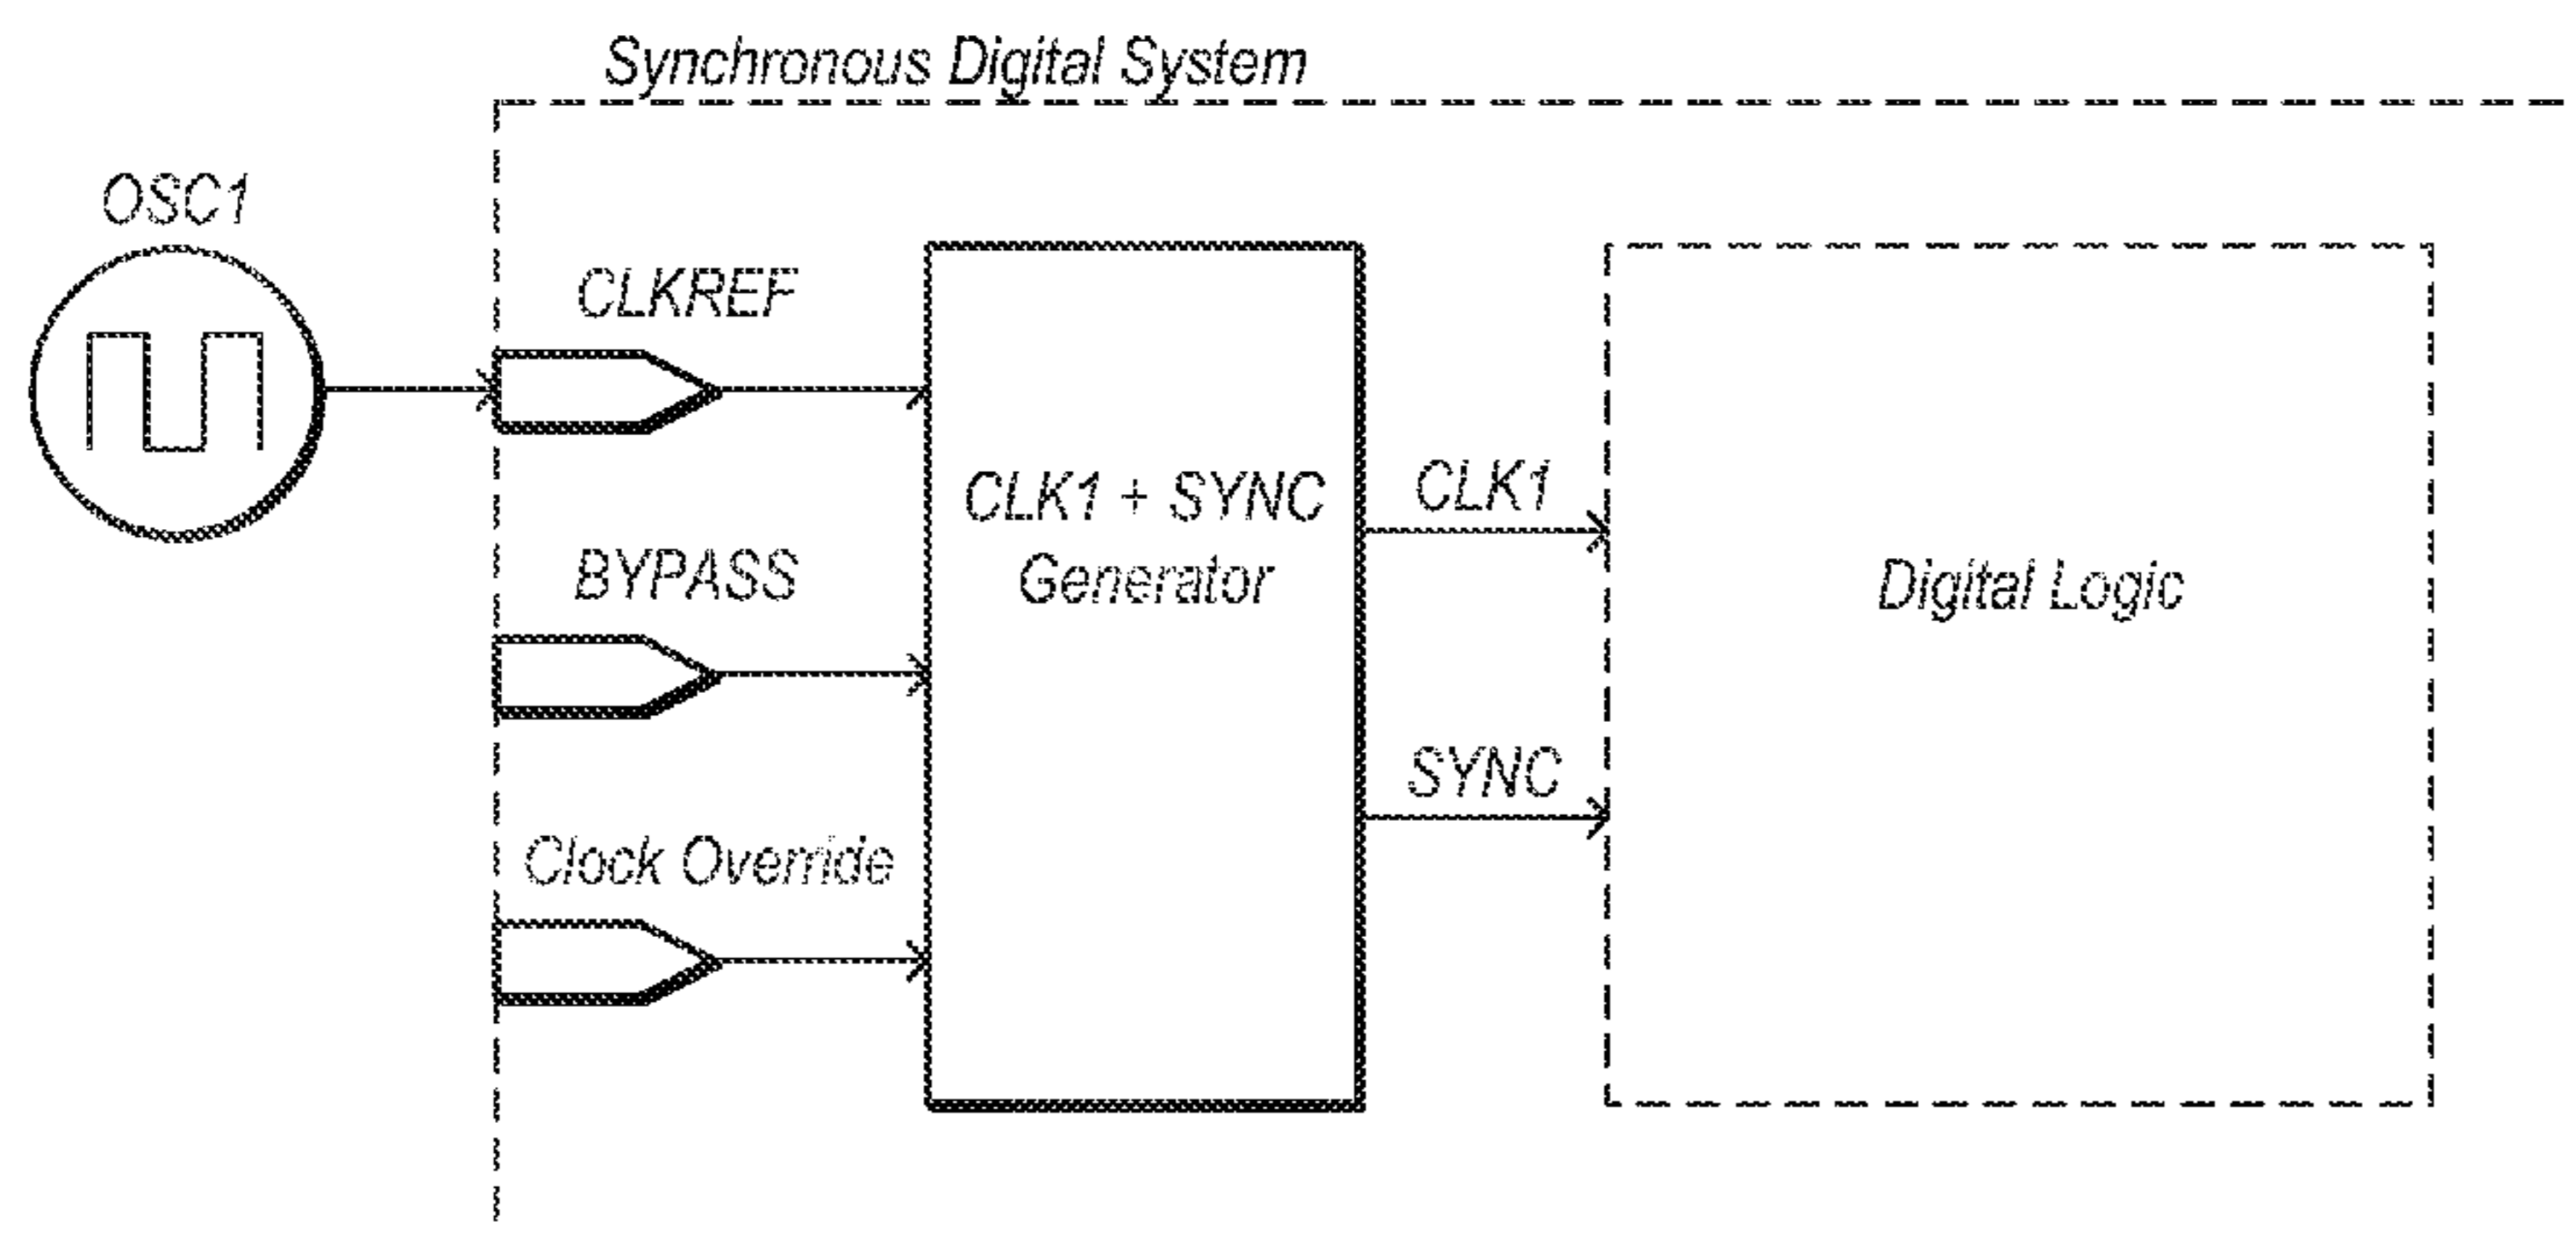 Synchronous Digital System
OSC1
CLKREF
CLK1 + SYNC
Generator
CLK1
BYPASS
Digital Logic
SYNC
Clock Override